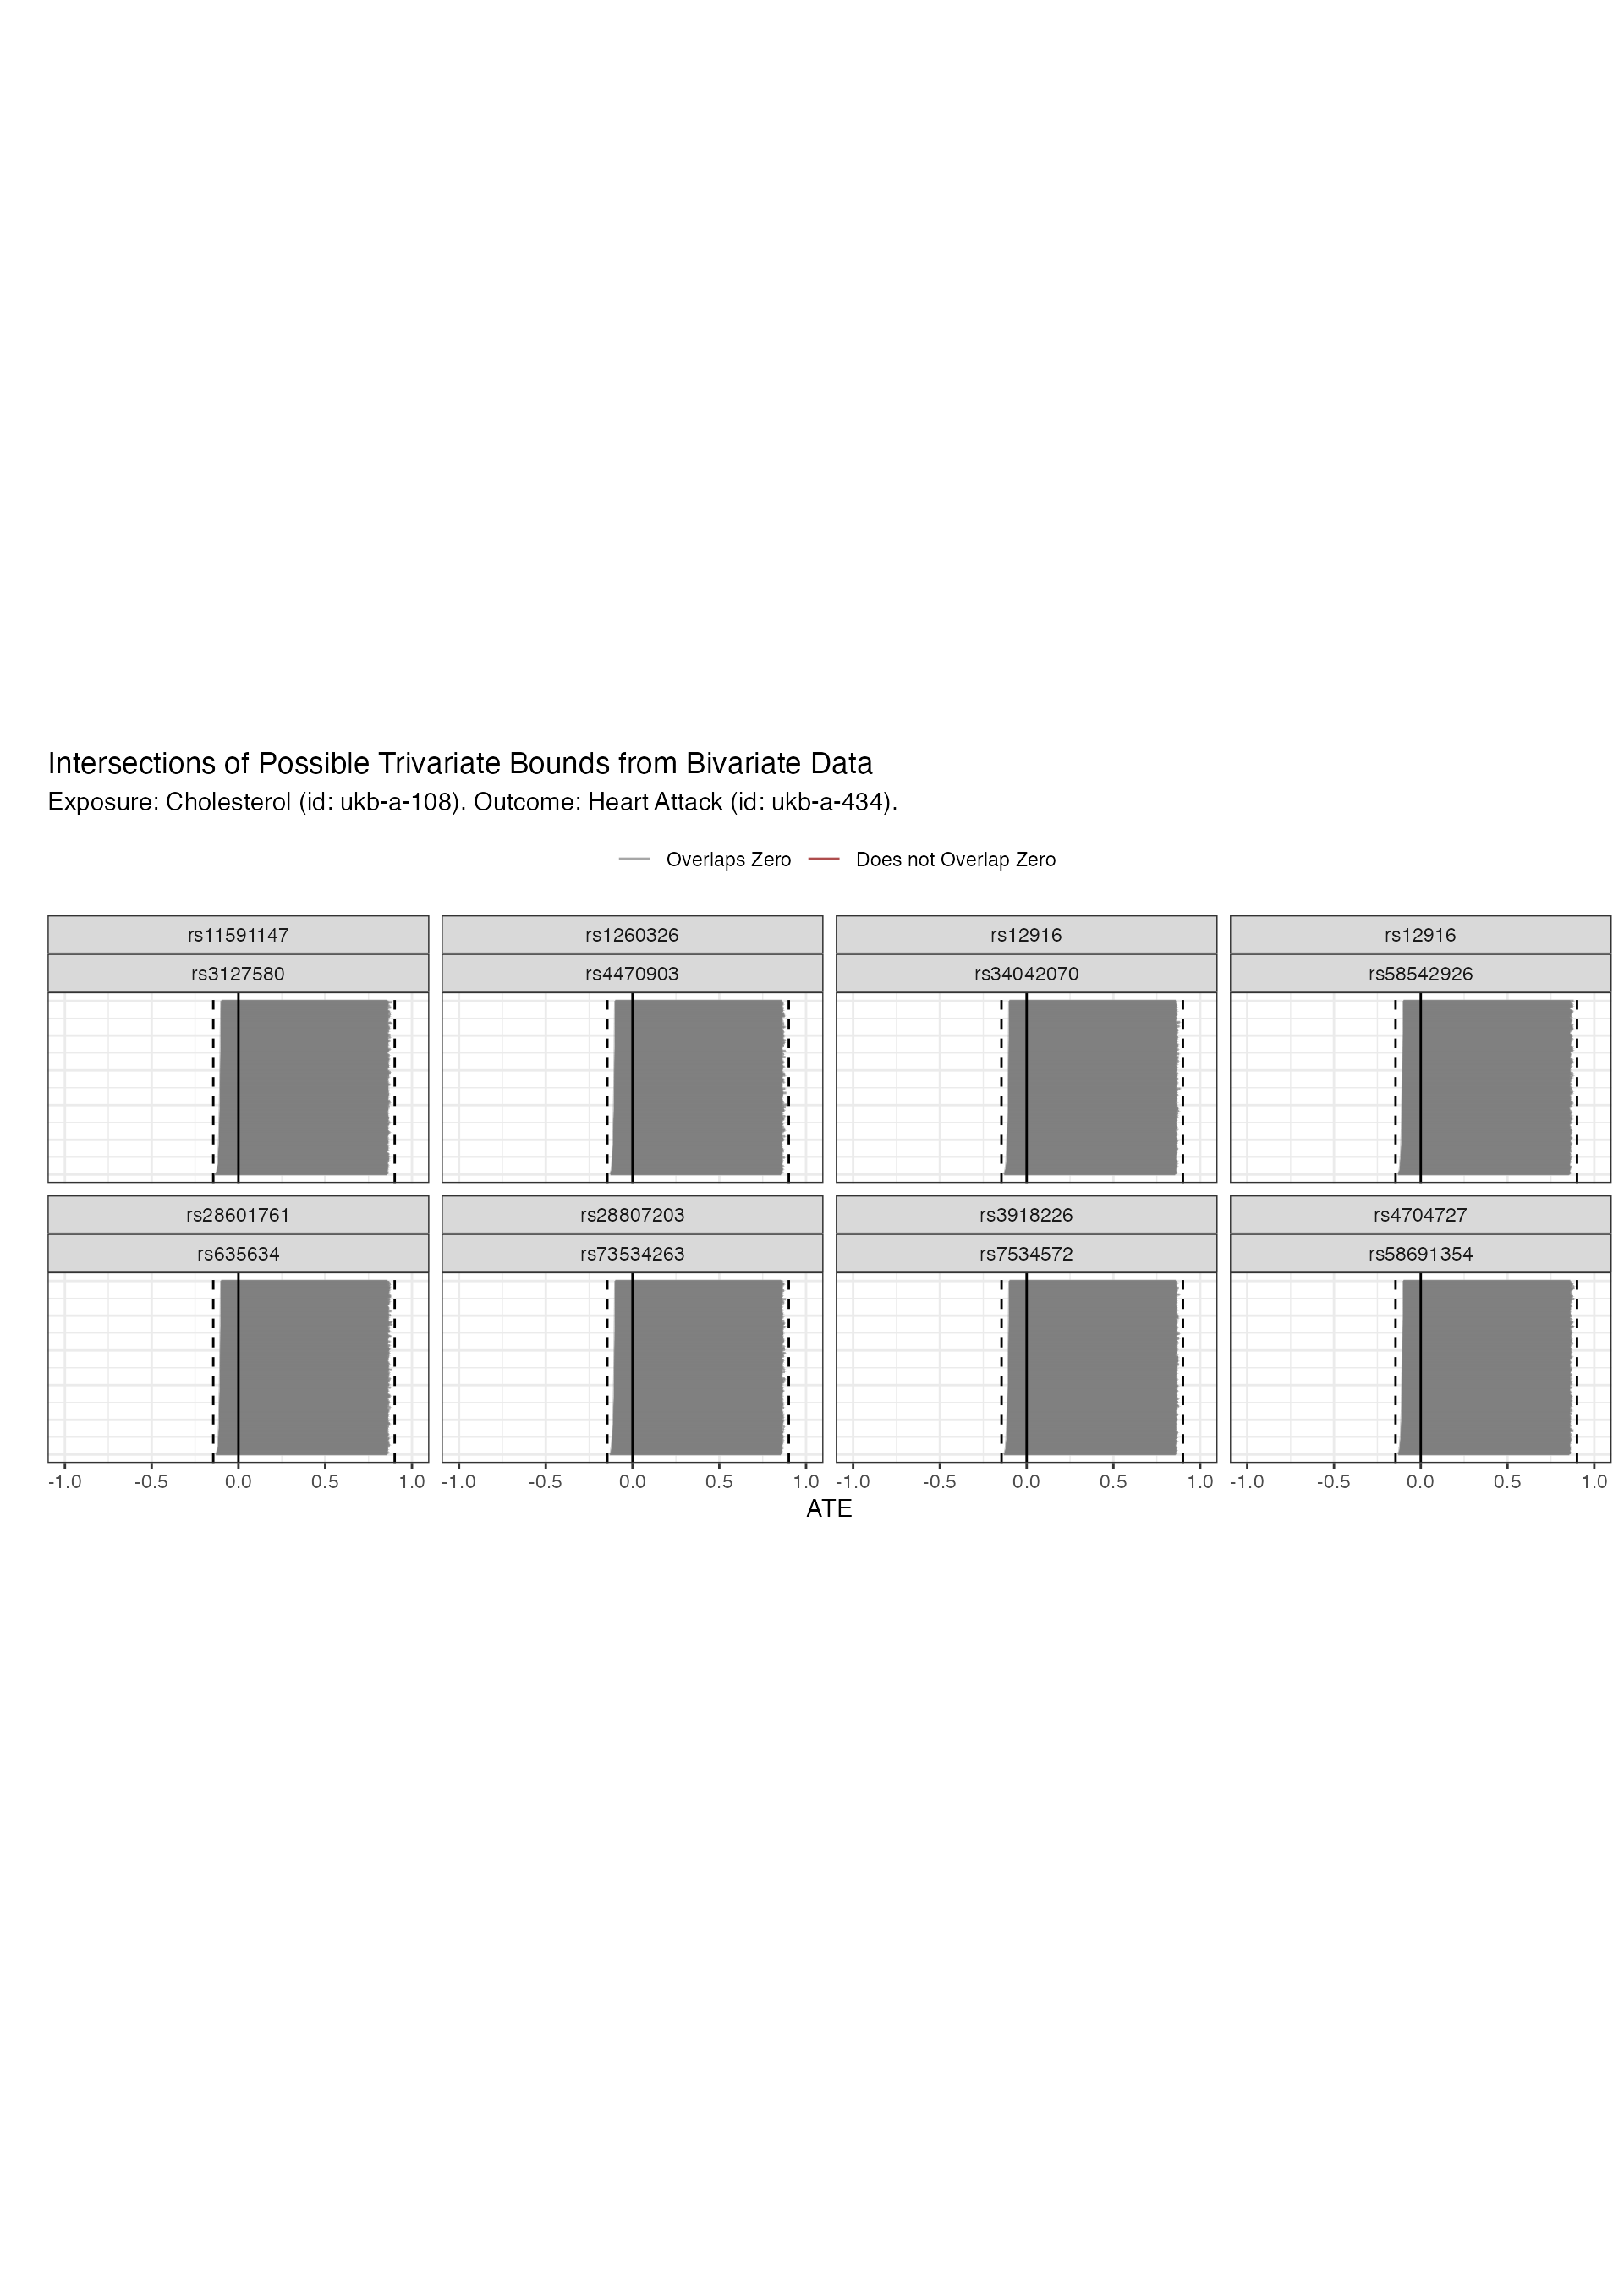 Intersections of Possible Trivariate Bounds from Bivariate Data
Exposure: Cholesterol (id: ukb-a-108). Outcome: Heart Attack (id: ukb-a-434).
Overlaps Zero Does not Overlap Zero
rs11591147 rs1260326 rs12916 rs12916
rs3127580 rs4470903 rs34042070 rs58542926
rs28601761 rs28807203 rs3918226 rs4704727
rs635634 rs73534263 rs7534572 rs58691354
-1.0 -0.5 0.0 0.5 1.0 -1.0 -0.5 0.0 0.5 1.0 -1.0 -0.5 0.0 0.5 1.0 -1.0 -0.5 0.0 0.5 1.0
ATE